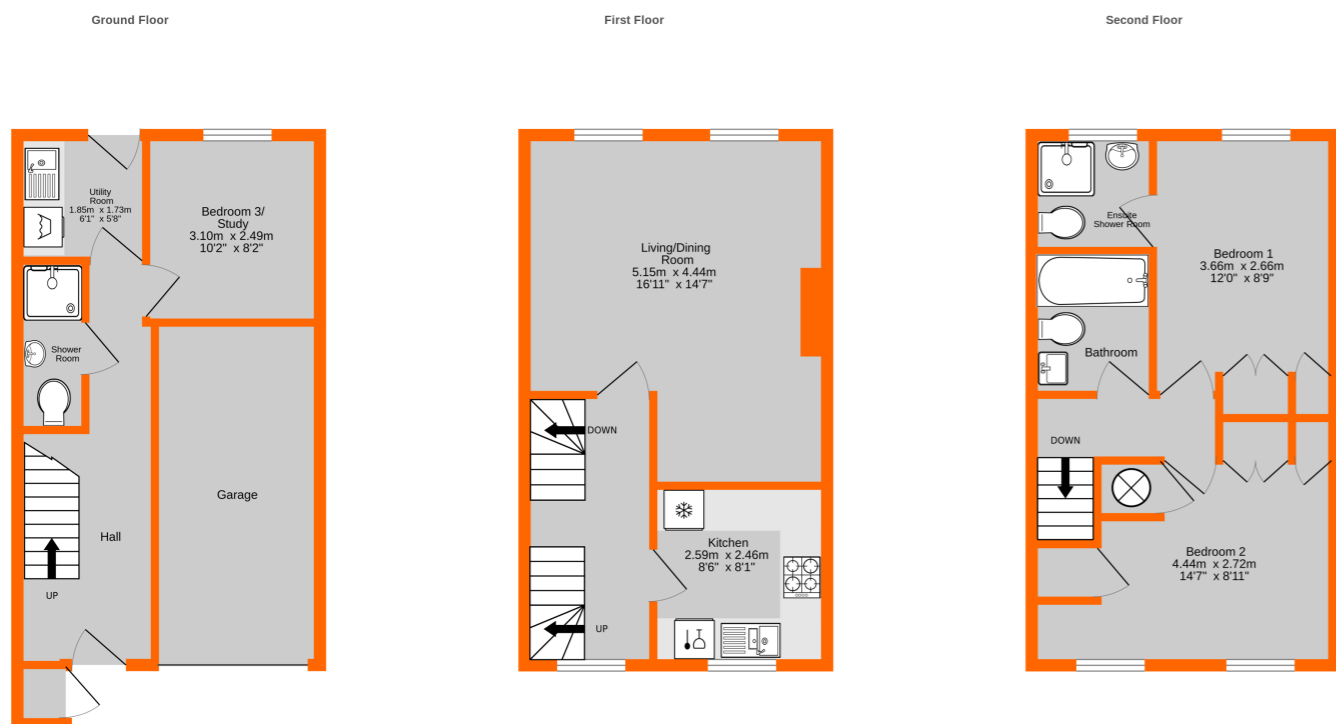 Ground Floor
First Floor
Second Floor
Utility
Room
1.85m x 1.73m
6'1" x 5'8"
Bedroom 3/
Study
3.10m x 2.49m
10'2" x 8'2"
Shower
Room
Garage
Hall
UP
Living/Dining
Room
5.15m x 4.44m
16'11" x 14'7"
DOWN
Kitchen
2.59m x 2.46m
8'6" x 8'1"
UP
Ensuite
Shower Room
Bedroom 1
3.66m x 2.66m
12'0" x 8'9"
Bathroom
DOWN
Bedroom 2
4.44m x 2.72m
14'7" x 8'11"